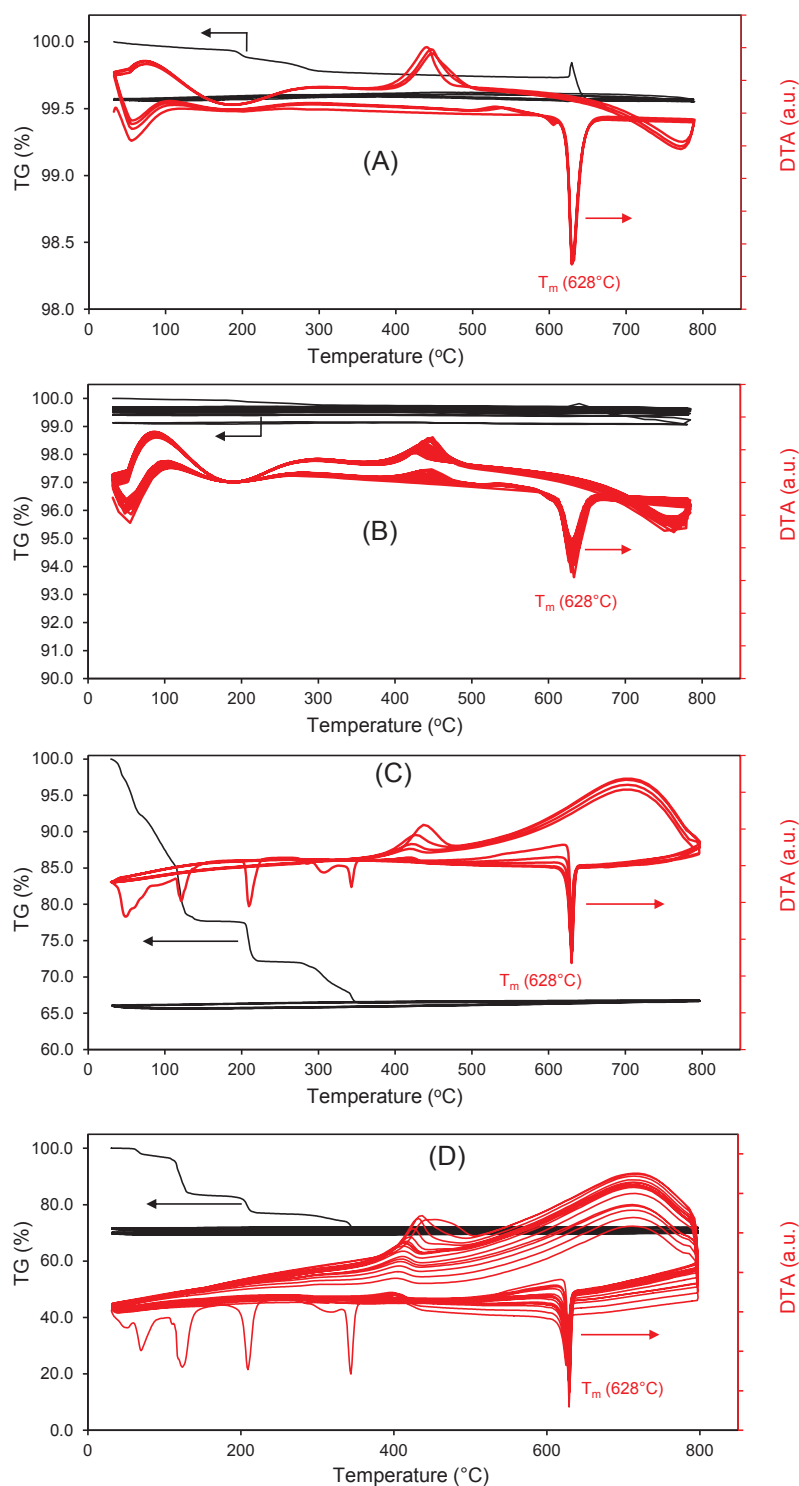 100.0
99.5
99.0
98.5
98.0
TG (%)
DTA (a.u.)
(A)
Tm (628°C)
0 100 200 300 400 500 600 700 800
Temperature (oC)
100.0
99.0
98.0
97.0
96.0
95.0
94.0
93.0
92.0
91.0
90.0
TG (%)
DTA (a.u.)
(B)
Tm (628°C)
0 100 200 300 400 500 600 700 800
Temperature (oC)
100.0
95.0
90.0
85.0
80.0
75.0
70.0
65.0
60.0
TG (%)
DTA (a.u.)
(C)
Tm (628°C)
0 100 200 300 400 500 600 700 800
Temperature (oC)
100.0
80.0
60.0
40.0
20.0
0.0
TG (%)
DTA (a.u.)
(D)
Tm (628°C)
0 100 200 300 400 500 600 700 800
Temperature (°C)